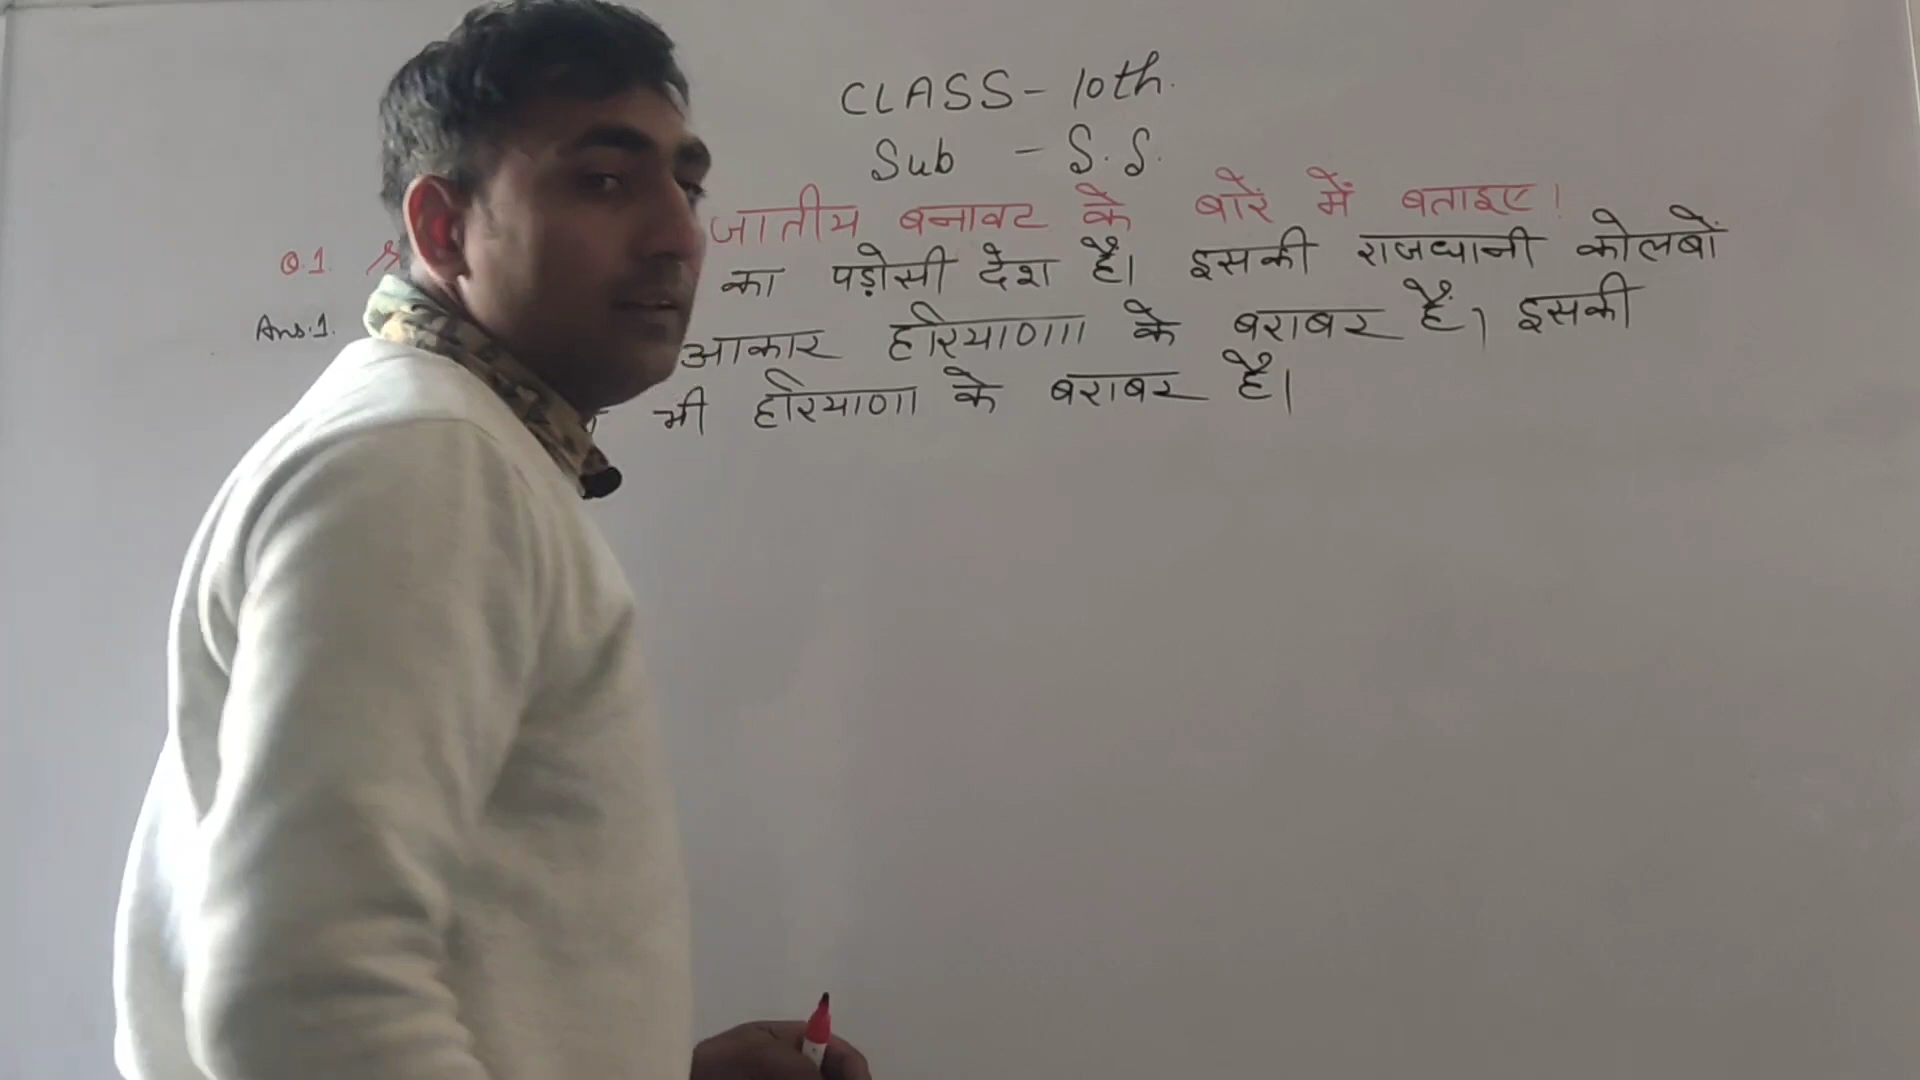 CLASS - 10th.
Sub - S.S.
Q.1. जातीय बनावट के बारें में बताइए।
का पड़ोसी देश है। इसकी राजधानी कोलबों
Ans.1. आकार हरियाणा के बराबर हैं। इसकी
भी हरियाणा के बराबर है।